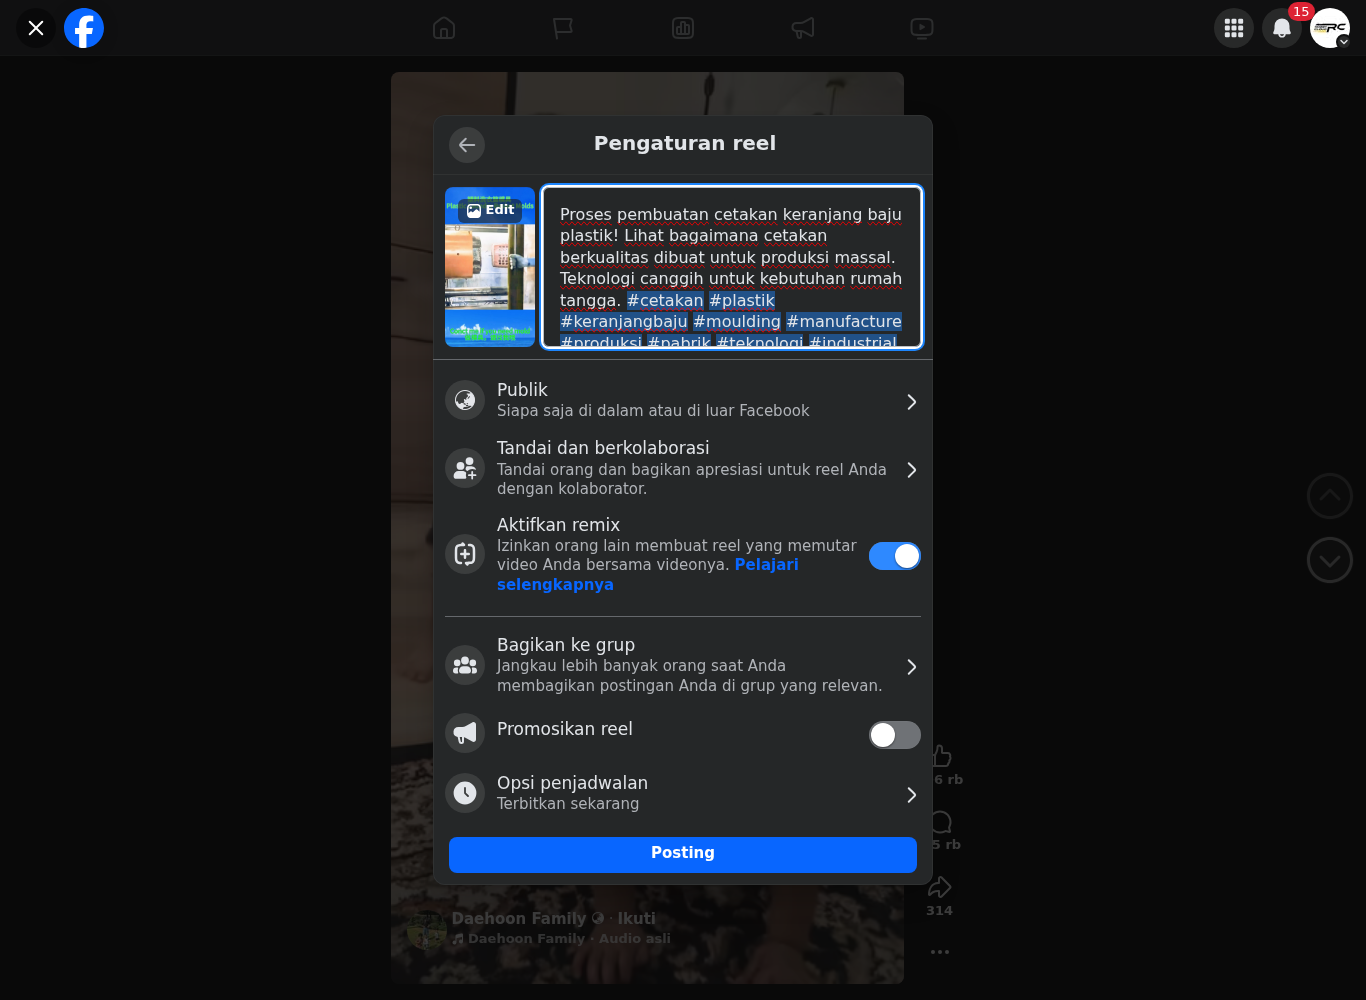 15
Pengaturan reel
Edit
Proses pembuatan cetakan keranjang baju
plastik! Lihat bagaimana cetakan
berkualitas dibuat untuk produksi massal.
Teknologi canggih untuk kebutuhan rumah
tangga. #cetakan #plastik
#keranjangbaju #moulding #manufacture
#produksi #pabrik #teknologi #industrial
Publik
Siapa saja di dalam atau di luar Facebook
Tandai dan berkolaborasi
Tandai orang dan bagikan apresiasi untuk reel Anda
dengan kolaborator.
Aktifkan remix
Izinkan orang lain membuat reel yang memutar
video Anda bersama videonya. Pelajari
selengkapnya
Bagikan ke grup
Jangkau lebih banyak orang saat Anda
membagikan postingan Anda di grup yang relevan.
Promosikan reel
Opsi penjadwalan
Terbitkan sekarang
Posting
6 rb
5 rb
314
Daehoon Family · Ikuti
Daehoon Family · Audio asli